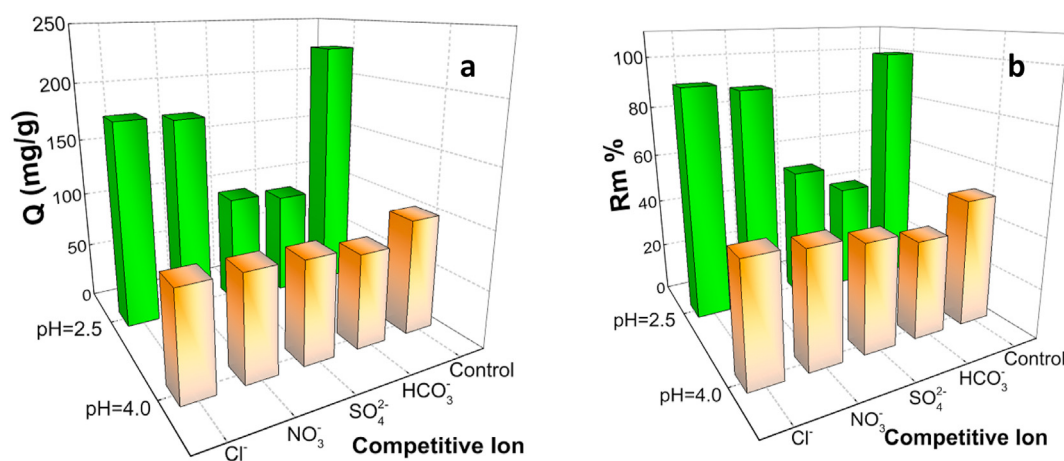 a
Q (mg/g)
250
200
150
100
50
0
pH=2.5
pH=4.0
Cl⁻
NO₃⁻
SO₄²⁻
HCO₃⁻
Control
Competitive Ion
b
Rm %
100
80
60
40
20
0
pH=2.5
pH=4.0
Cl⁻
NO₃⁻
SO₄²⁻
HCO₃⁻
Control
Competitive Ion